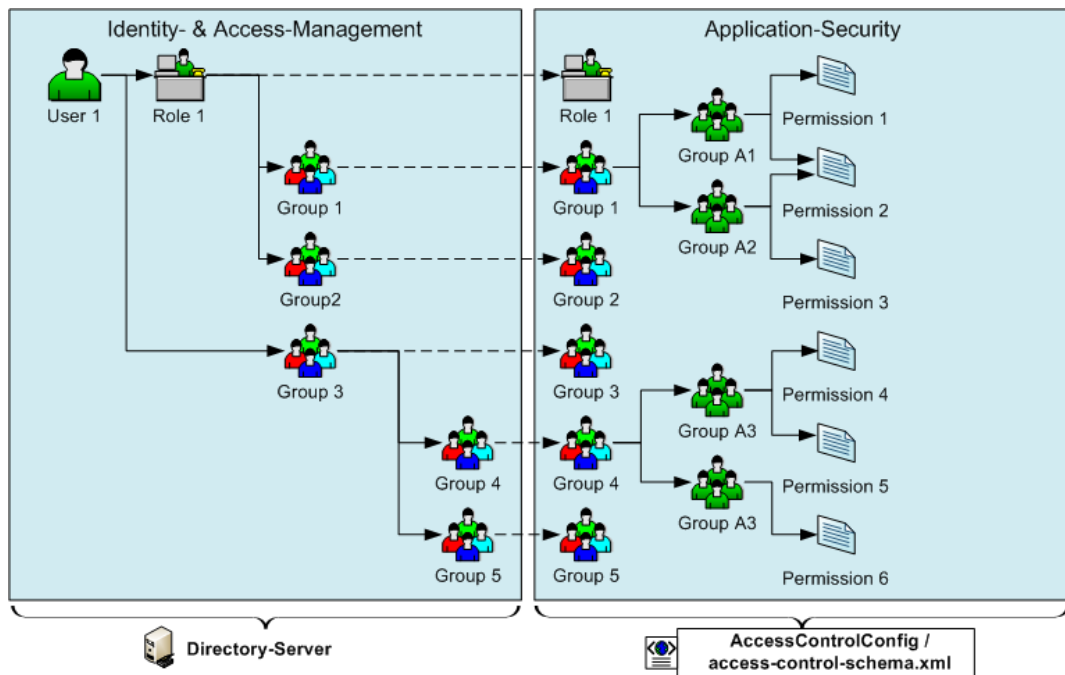 Identity- & Access-Management
Application-Security
User 1
Role 1
Role 1
Permission 1
Group A1
Group 1
Group 1
Permission 2
Group A2
Group2
Group 2
Permission 3
Group 3
Group 3
Permission 4
Group A3
Group 4
Group 4
Permission 5
Group A3
Group 5
Group 5
Permission 6
Directory-Server
AccessControlConfig /
access-control-schema.xml